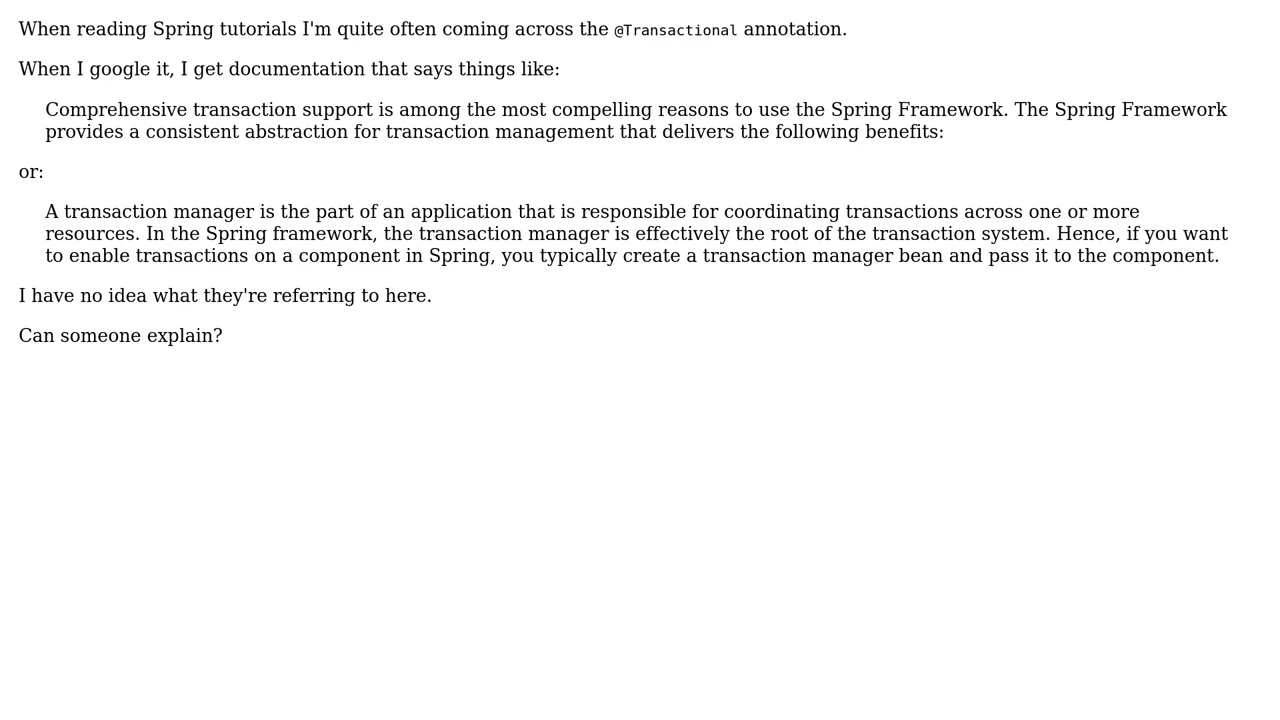 When reading Spring tutorials I'm quite often coming across the @Transactional annotation.
When I google it, I get documentation that says things like:
Comprehensive transaction support is among the most compelling reasons to use the Spring Framework. The Spring Framework
provides a consistent abstraction for transaction management that delivers the following benefits:
or:
A transaction manager is the part of an application that is responsible for coordinating transactions across one or more
resources. In the Spring framework, the transaction manager is effectively the root of the transaction system. Hence, if you want
to enable transactions on a component in Spring, you typically create a transaction manager bean and pass it to the component.
I have no idea what they're referring to here.
Can someone explain?